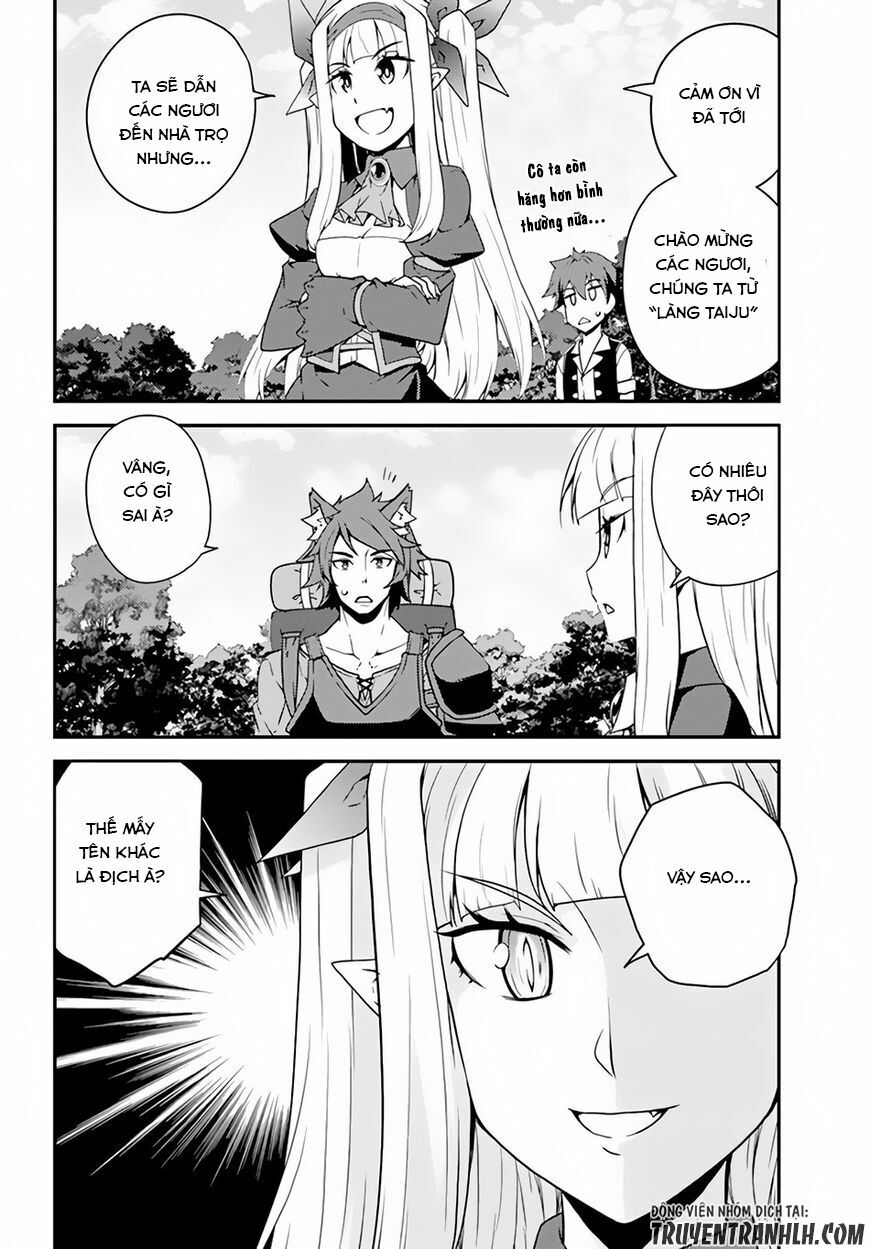 CẢM ƠN VÌ
ĐÃ TỚI
CHÀO MỪNG
CÁC NGƯƠI,
CHÚNG TA TỪ
"LÀNG TAIJU"
Cô ta còn
hăng hơn bình
thường nữa...
TA SẼ DẪN
CÁC NGƯƠI
ĐẾN NHÀ TRỌ
NHƯNG...
CÓ NHIÊU
ĐÂY THÔI
SAO?
VÂNG,
CÓ GÌ
SAI À?
VẬY SAO...
THẾ MẤY
TÊN KHÁC
LÀ ĐỊCH À?
ĐỘNG VIÊN NHÓM DỊCH TẠI:
TRUYENTRANHLH.COM